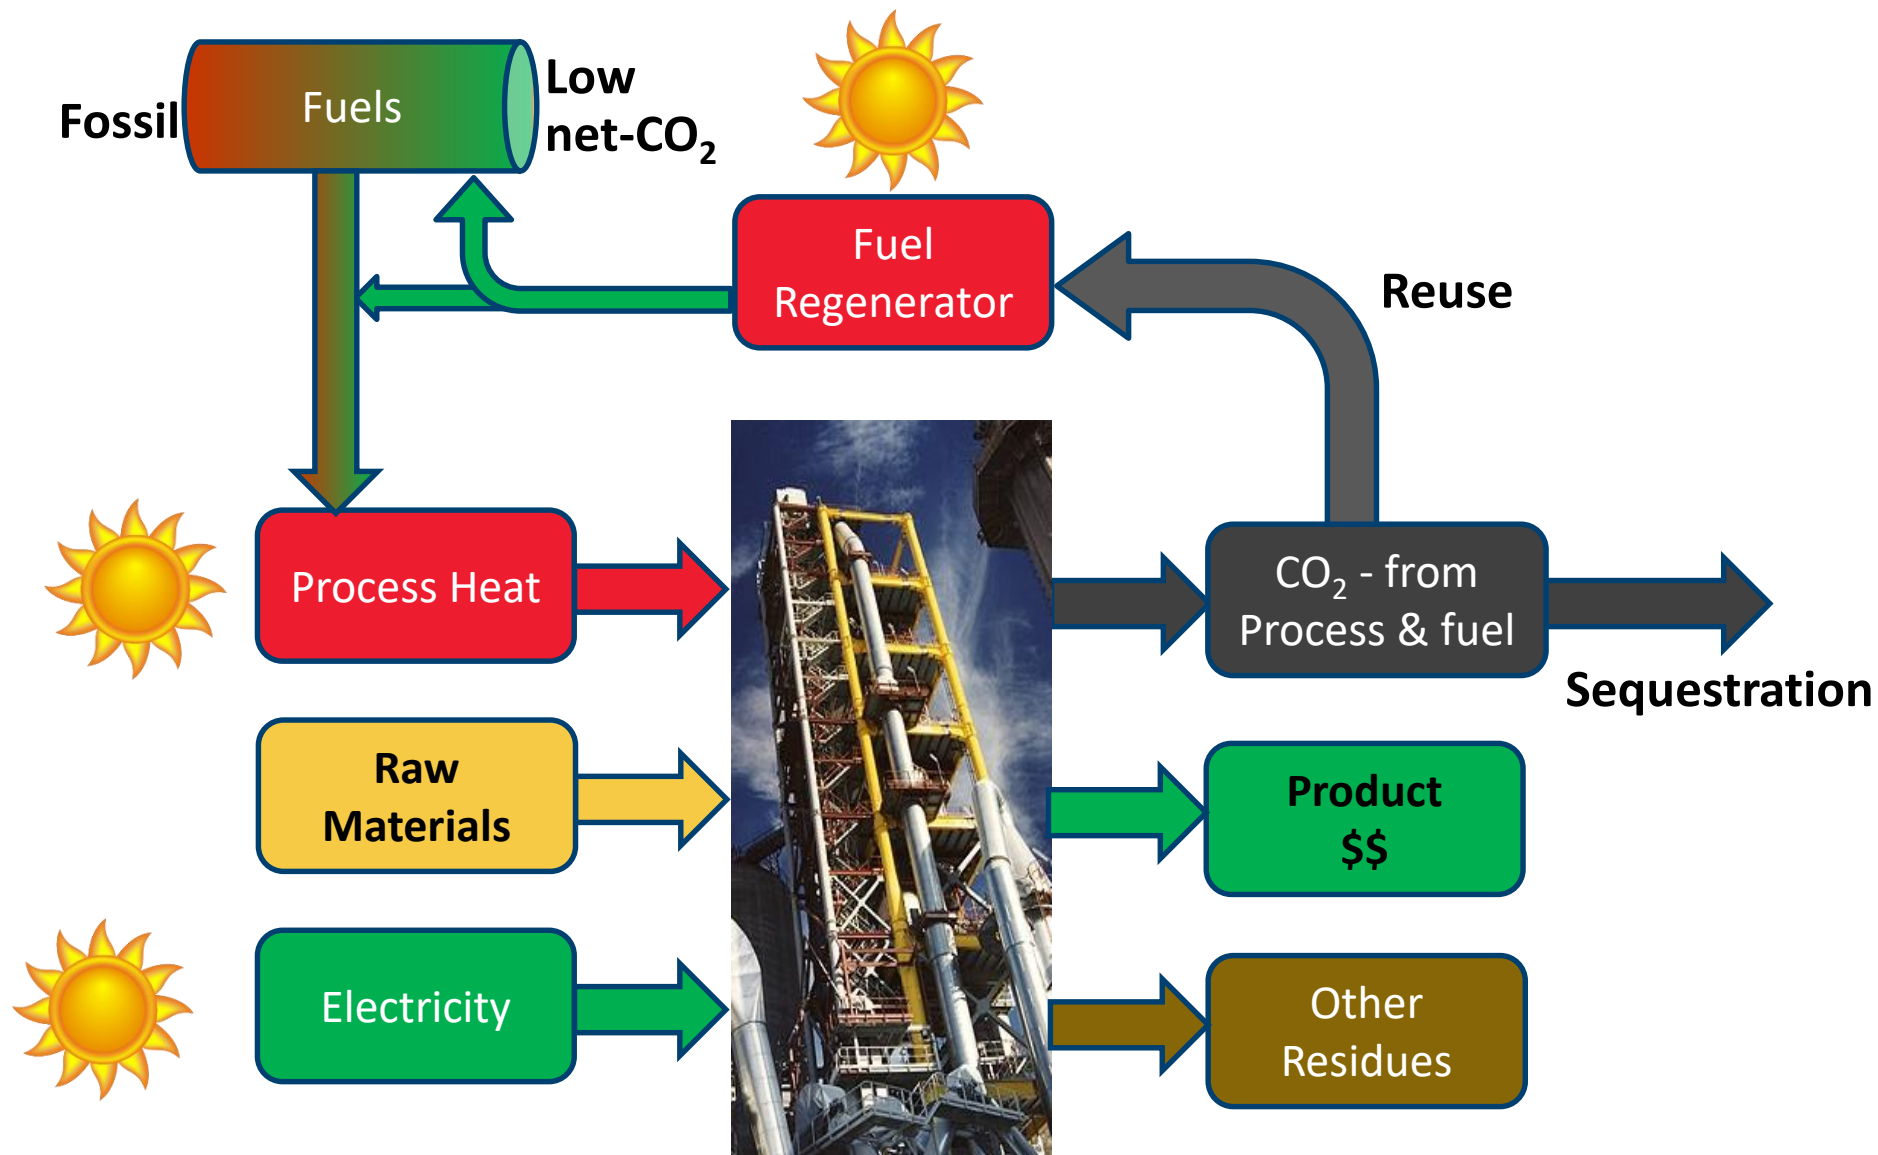 Fossil
Fuels
Low
net-CO₂
Fuel
Regenerator
Reuse
Process Heat
CO₂ - from
Process & fuel
Sequestration
Raw
Materials
Product
$$
Electricity
Other
Residues